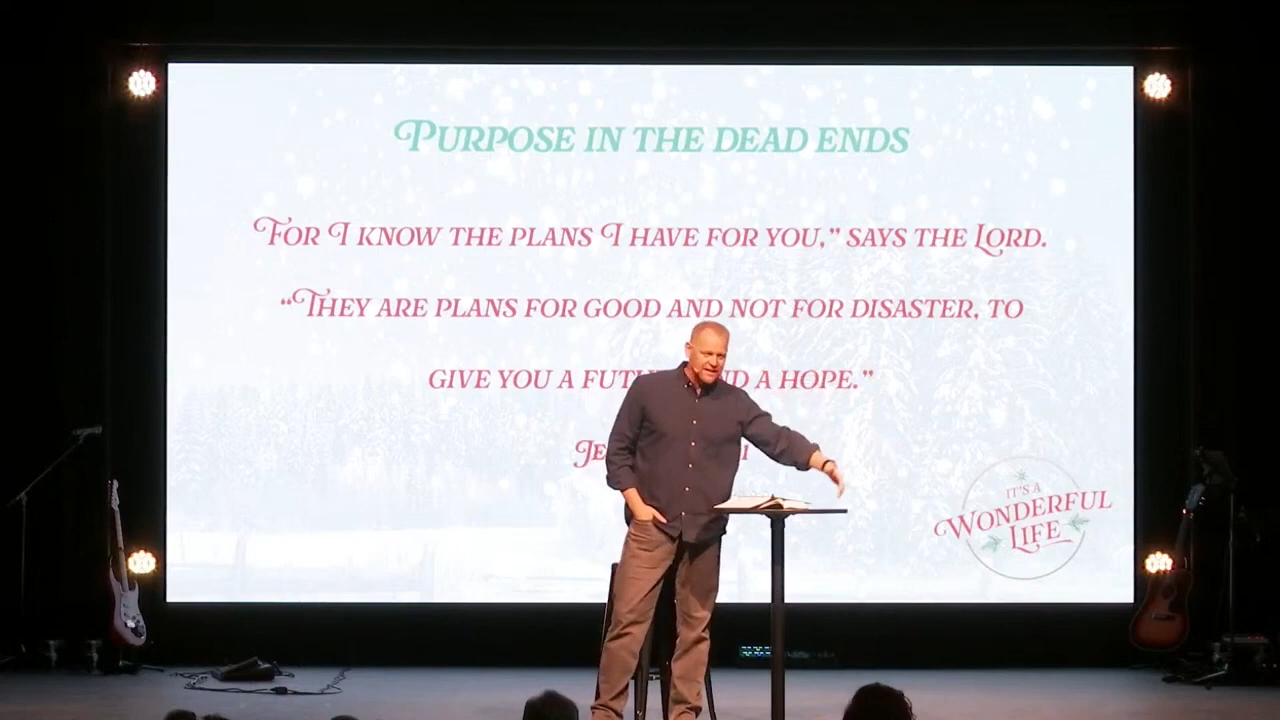 Purpose in the dead ends
For I know the plans I have for you,” says the Lord.
“They are plans for good and not for disaster, to
give you a a hope.”
It's a
Wonderful
Life